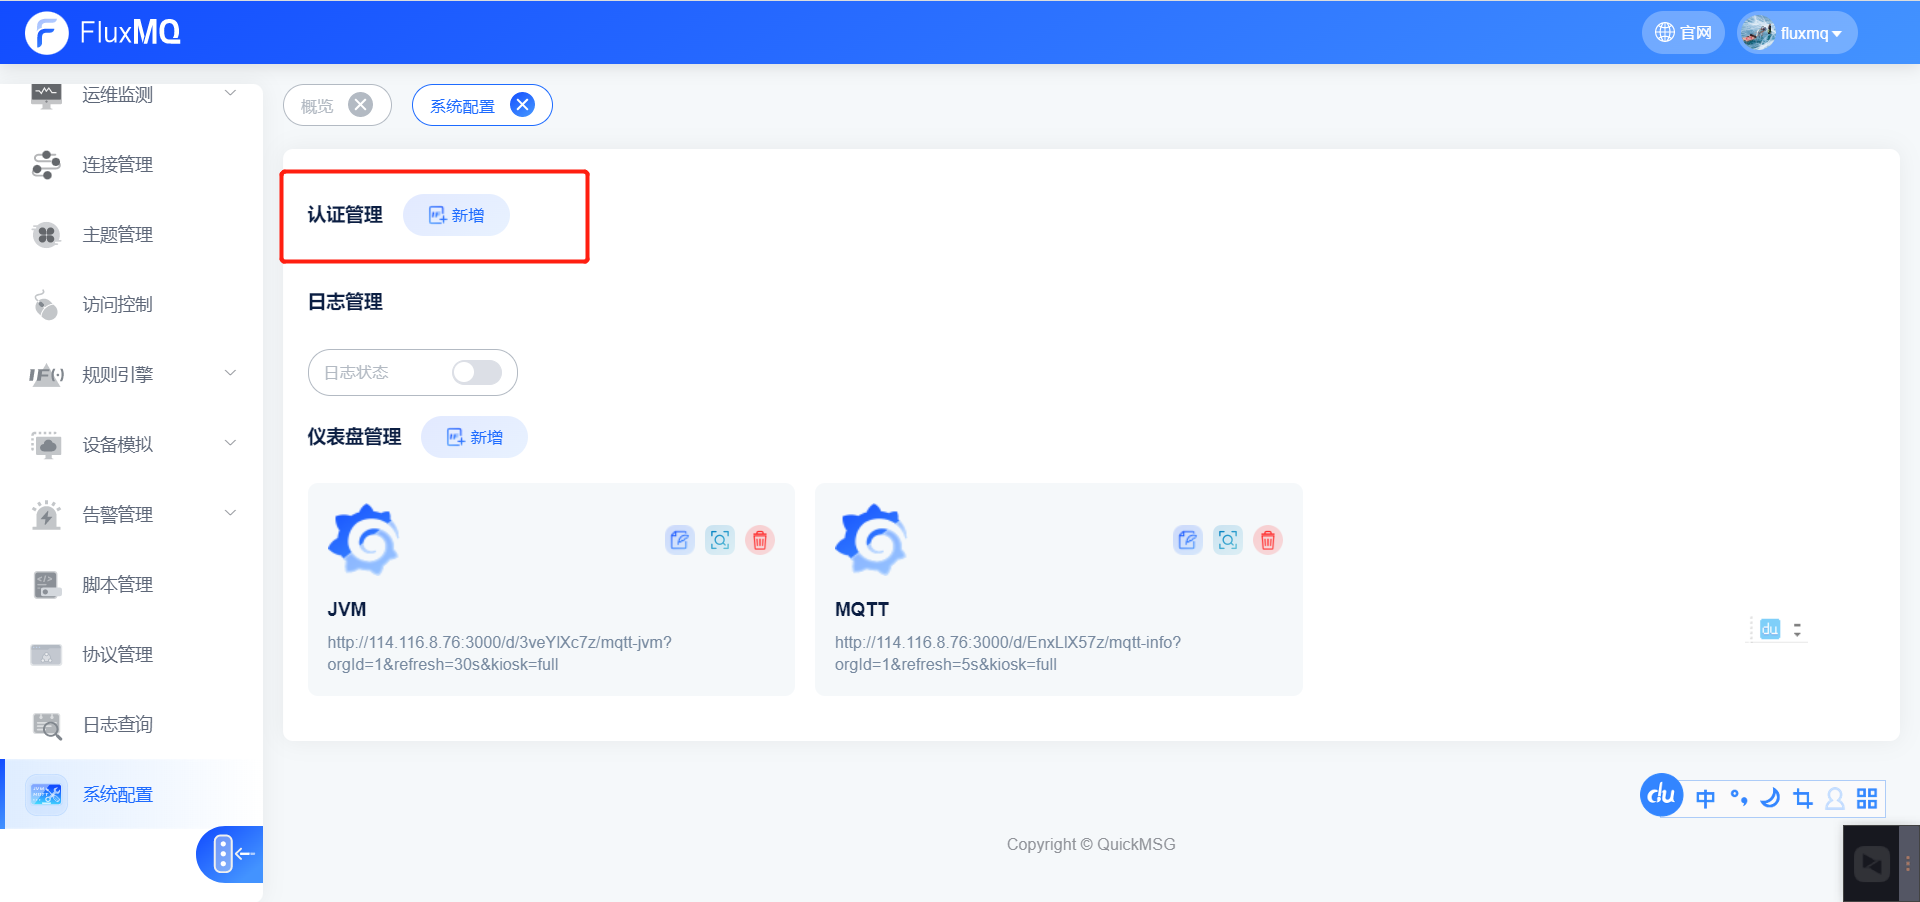 FluxMQ
官网
fluxmq
运维监测
连接管理
主题管理
访问控制
规则引擎
设备模拟
告警管理
脚本管理
协议管理
日志查询
系统配置
概览
系统配置
认证管理
新增
日志管理
日志状态
仪表盘管理
新增
JVM
http://114.116.8.76:3000/d/3veYlXc7z/mqtt-jvm?
orgId=1&refresh=30s&kiosk=full
MQTT
http://114.116.8.76:3000/d/EnxLlX57z/mqtt-info?
orgId=1&refresh=5s&kiosk=full
du
du
中
Copyright © QuickMSG